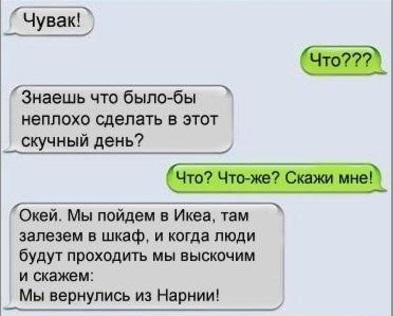 Чувак!
Что???
Знаешь что было-бы
неплохо сделать в этот
скучный день?
Что? Что-же? Скажи мне!
Окей. Мы пойдем в Икеа, там
залезем в шкаф, и когда люди
будут проходить мы выскочим
и скажем:
Мы вернулись из Нарнии!